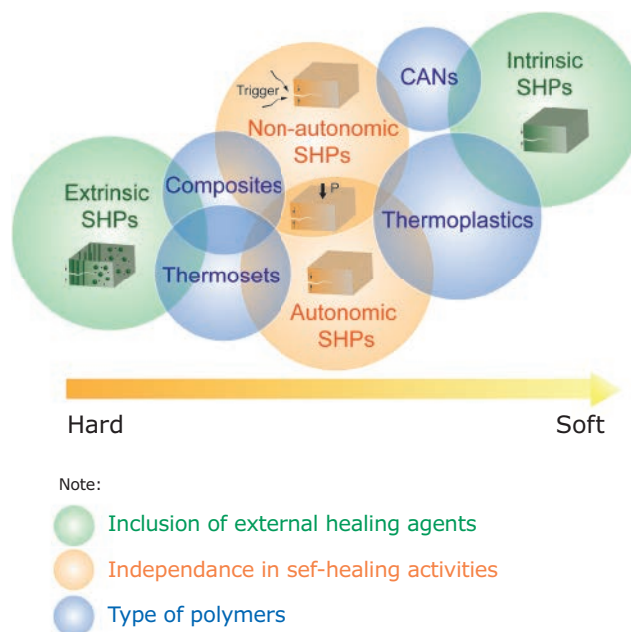 CANs
Intrinsic
SHPs
Trigger
Non-autonomic
SHPs
Composites
P
Extrinsic
SHPs
Thermoplastics
Thermosets
Autonomic
SHPs
Hard
Soft
Note:
Inclusion of external healing agents
Independance in sef-healing activities
Type of polymers